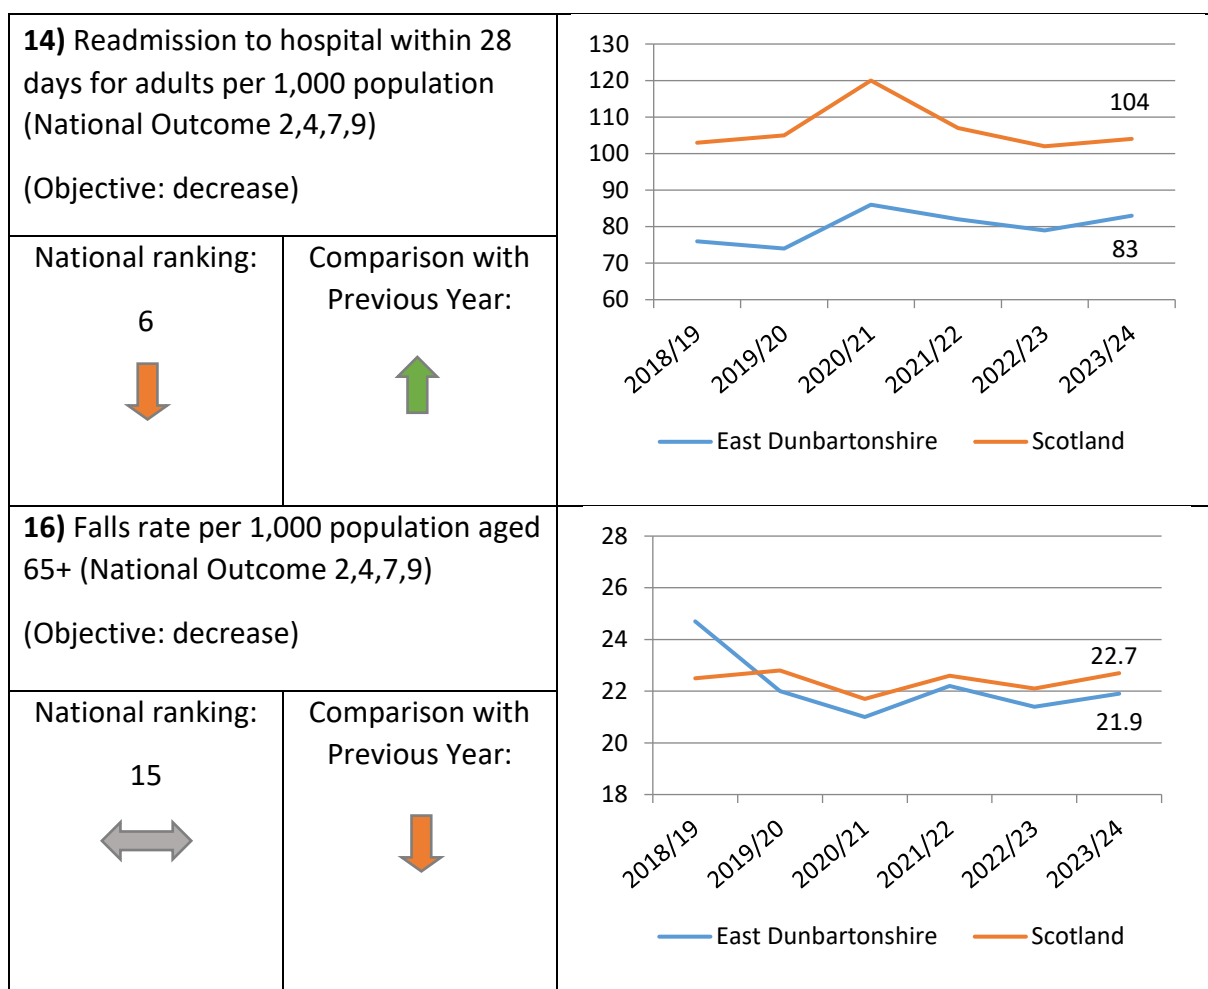 14) Readmission to hospital within 28
days for adults per 1,000 population
(National Outcome 2,4,7,9)
(Objective: decrease)
National ranking:
6
Comparison with
Previous Year:
130
120
110
100
90
80
70
60
104
83
2018/19
2019/20
2020/21
2021/22
2022/23
2023/24
East Dunbartonshire
Scotland
16) Falls rate per 1,000 population aged
65+ (National Outcome 2,4,7,9)
(Objective: decrease)
National ranking:
15
Comparison with
Previous Year:
28
26
24
22
20
18
22.7
21.9
2018/19
2019/20
2020/21
2021/22
2022/23
2023/24
East Dunbartonshire
Scotland